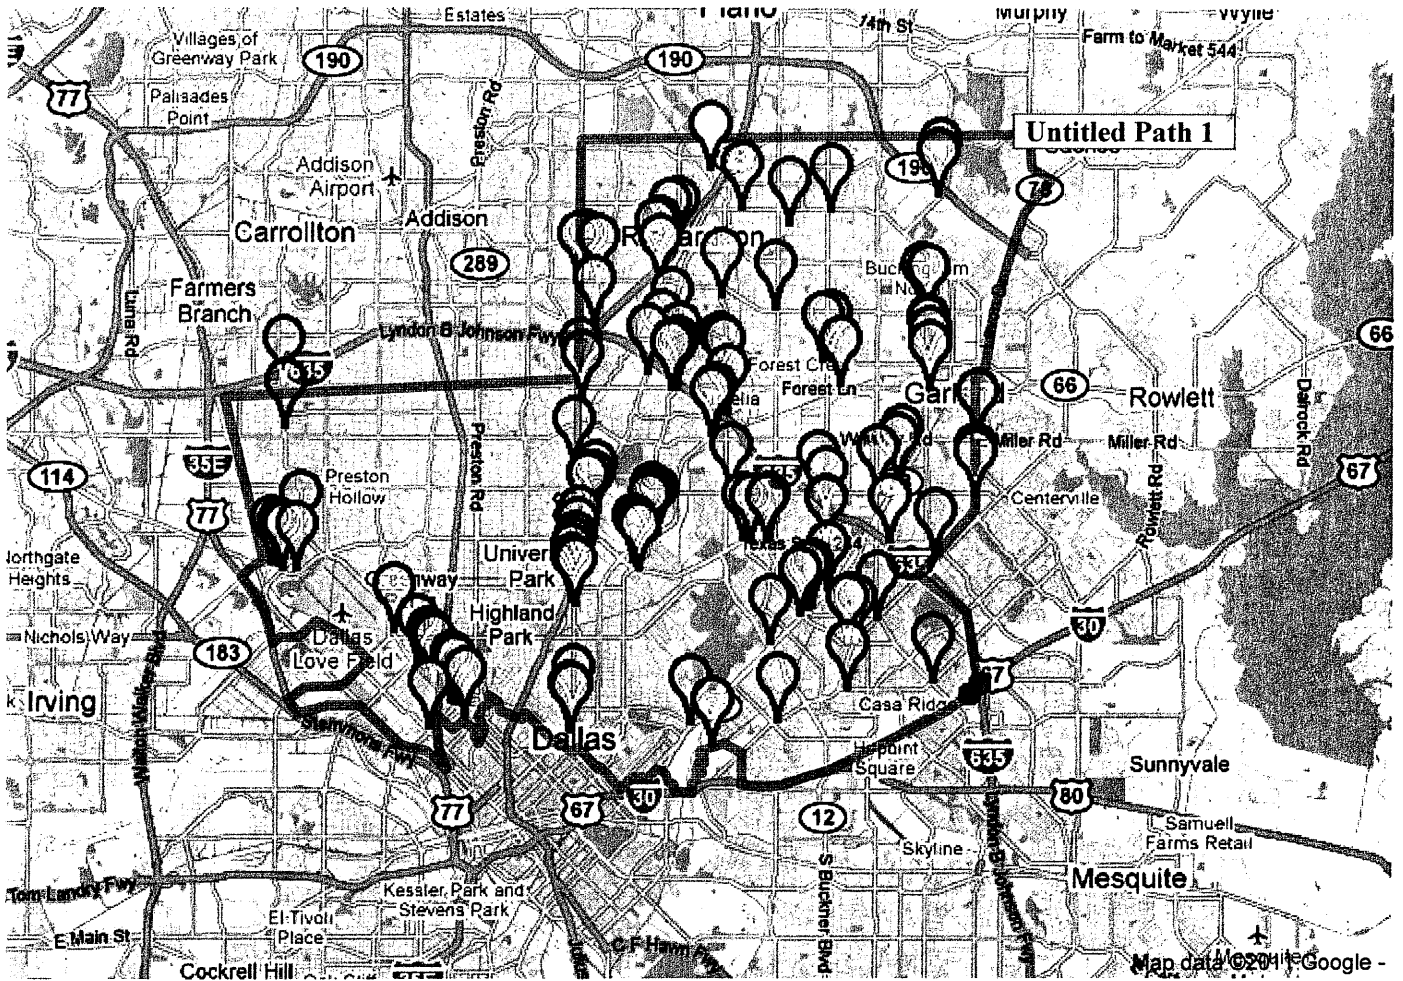 Estates
Plano
14th St
Murphy
Wylie
Villages of
Greenway Park
190
190
Farm to Market 544
77
Palisades
Point
Preston Rd
Untitled Path 1
Addison
Airport
190
78
Addison
Carrollton
289
Farmers
Branch
Luna Rd
Lyndon B Johnson Fwy
66
Forest Ln
66
Rowlett
Dairock Rd
Miller Rd
Miller Rd
35E
114
Preston
Hollow
Preston Rd
635
67
77
Centerville
Rowlett Rd
Northgate
Heights
Park
Highland
Park
30
Nichols Way
183
Dallas
Love Field
67
Irving
Casa Ridge
Stemmons Fwy
Dallas
Square
635
Sunnyvale
77
67
30
12
80
Samuell
Farms Retail
Skyline
Tom Landry Fwy
Kessler Park and
Stevens Park
Mesquite
S Buckner Blvd
El Tivoli
Place
E Main St
C F Hawn Fwy
Cockrell Hill
Map data ©2011 Google -